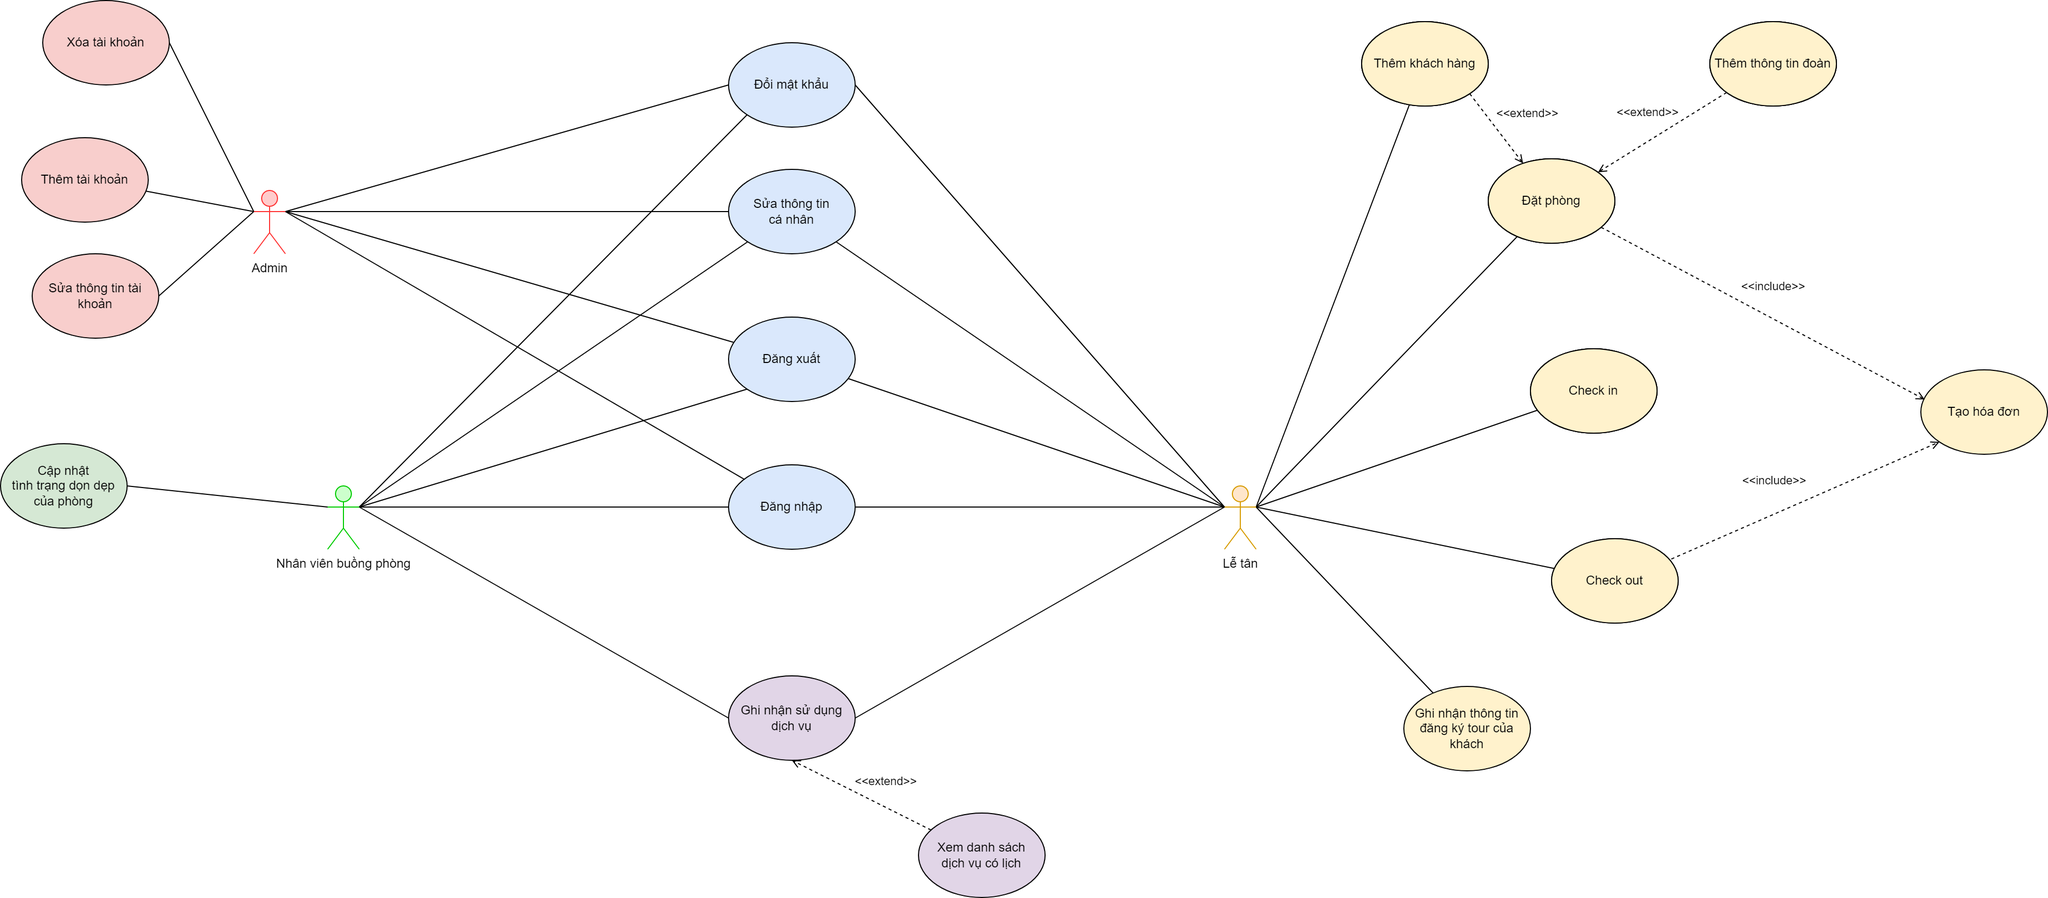 Xóa tài khoản
Thêm tài khoản
Sửa thông tin tài
khoản
Admin
Cập nhật
tình trạng dọn dẹp
của phòng
Nhân viên buồng phòng
Đổi mật khẩu
Sửa thông tin
cá nhân
Đăng xuất
Đăng nhập
Ghi nhận sử dụng
dịch vụ
<<extend>>
Xem danh sách
dịch vụ có lịch
Lễ tân
Thêm khách hàng
Thêm thông tin đoàn
<<extend>>
<<extend>>
Đặt phòng
<<include>>
Check in
Tạo hóa đơn
<<include>>
Check out
Ghi nhận thông tin
đăng ký tour của
khách